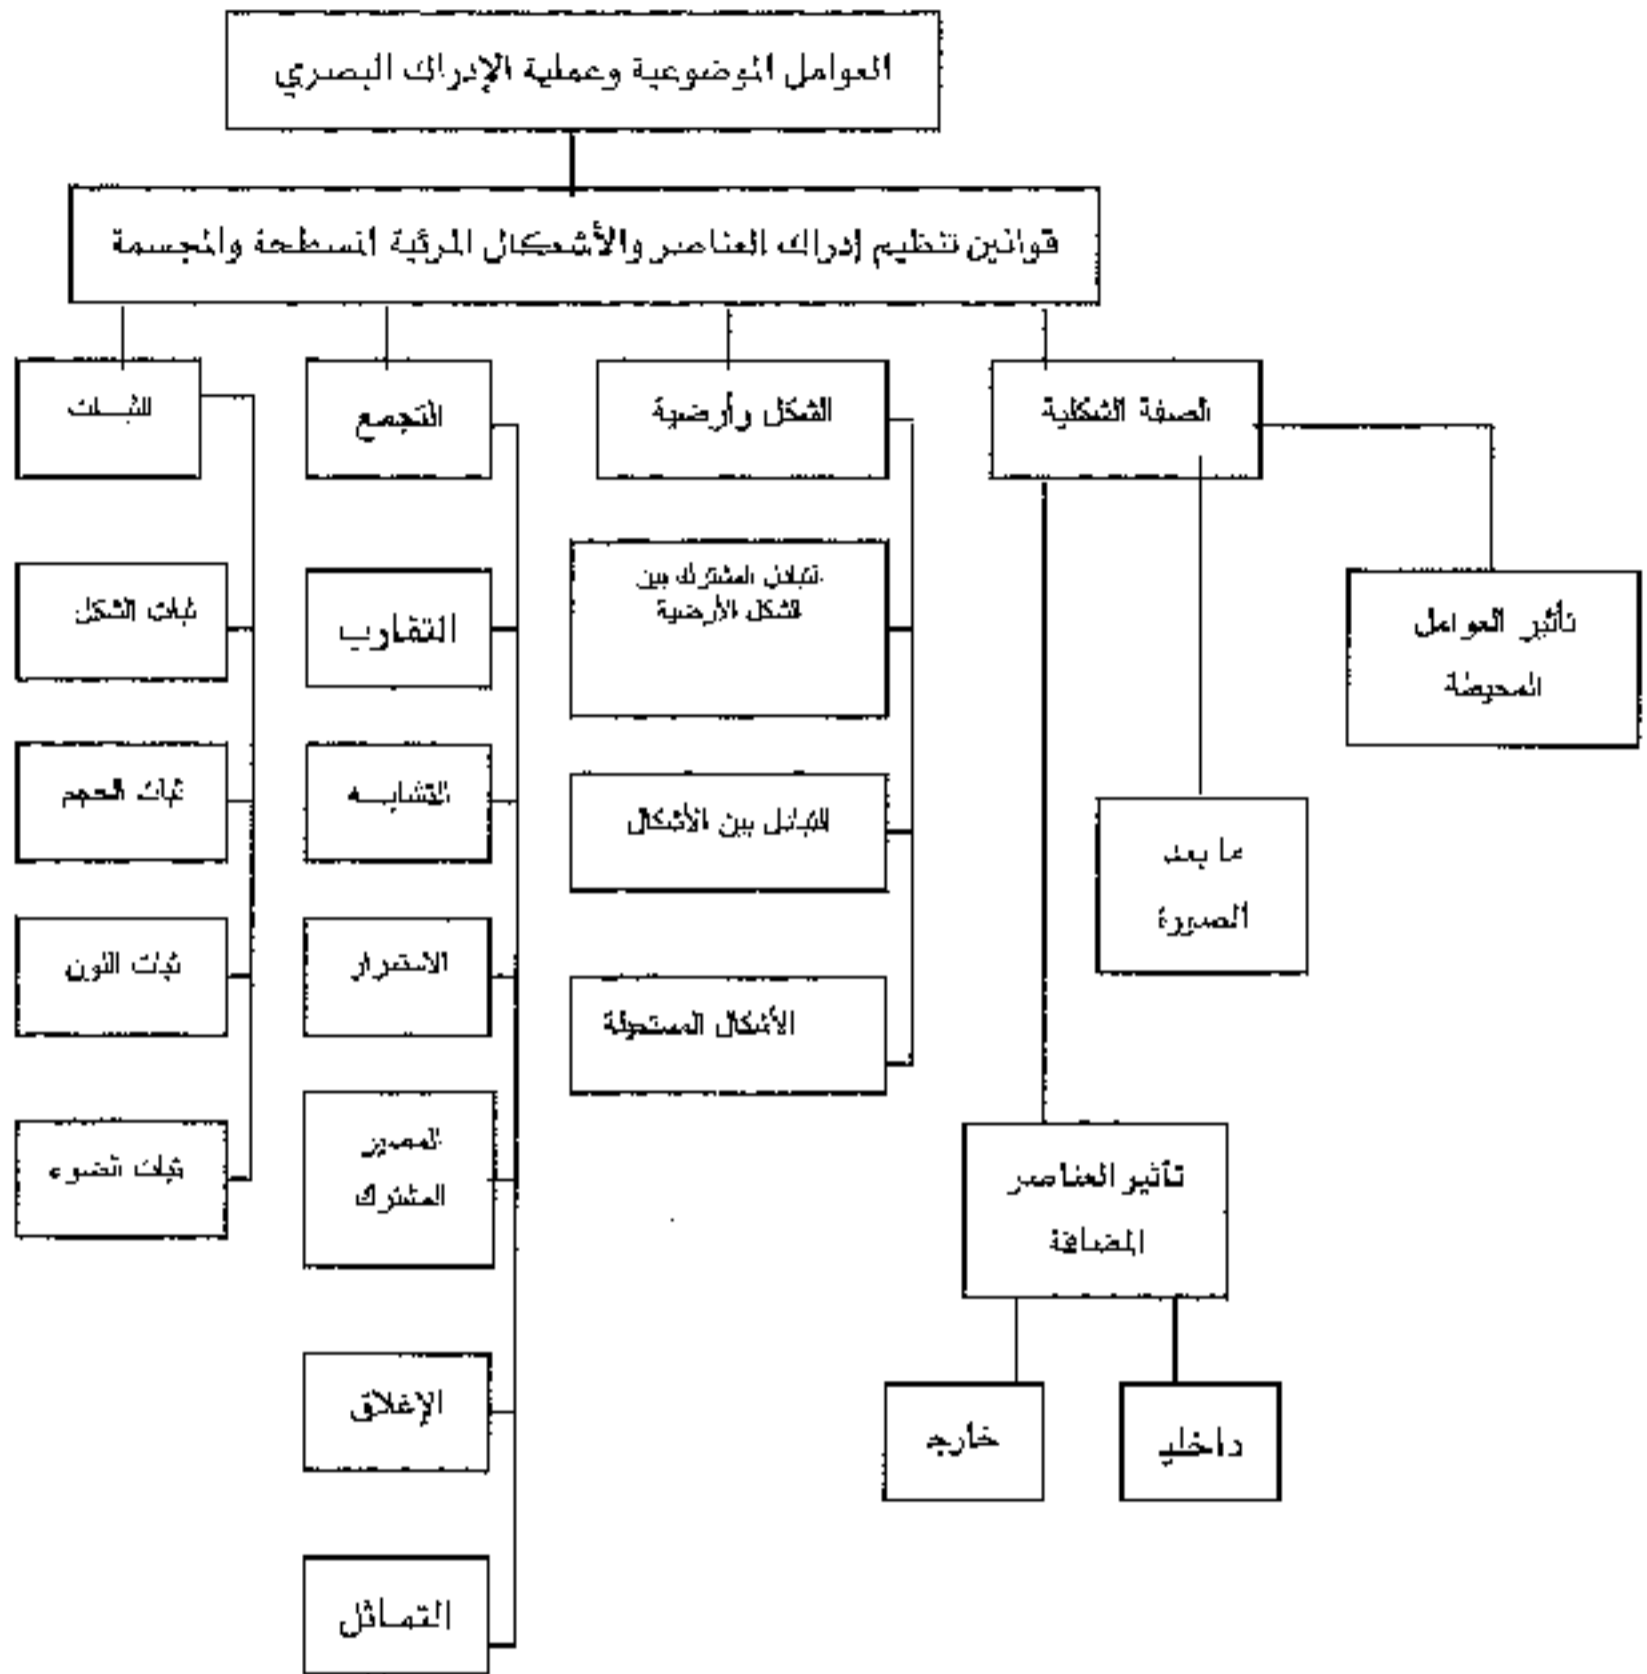 العوامل الموضوعية وعملية الإدراك البصري
قوانين تنظيم إدراك العناصر والأشكال المرئية المسطحة والمجسمة
الصفة الشكلية
تأثير العوامل
المحيطة
ما بعد
الصورة
تأثير العناصر
المضافة
داخلي
خارج
الشكل وأرضية
التبادل المشترك بين
الشكل الأرضية
التبادل بين الأشكال
الأشكال المستحيلة
التجمع
التقارب
التشابه
الاستمرار
المصير
المشترك
الإغلاق
التماثل
الثبات
ثبات الشكل
ثبات الحجم
ثبات اللون
ثبات الضوء